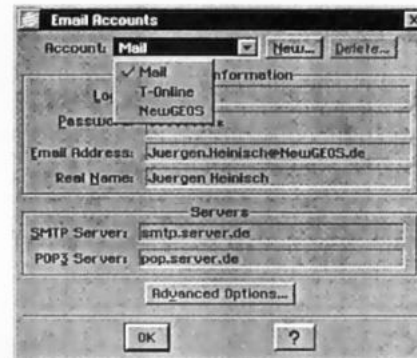 Email Accounts
Account: Mail New... Delete...
Mail
T-Online
NewGEOS
Password:
Email Address: Juergen.Heinisch@NewGEOS.de
Real Name: Juergen Heinisch
Servers
SMTP Server: smtp.server.de
POP3 Server: pop.server.de
Advanced Options...
OK ?